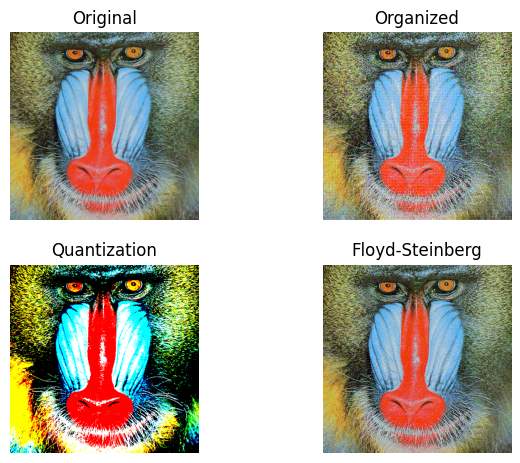 Original
Organized
Quantization
Floyd-Steinberg